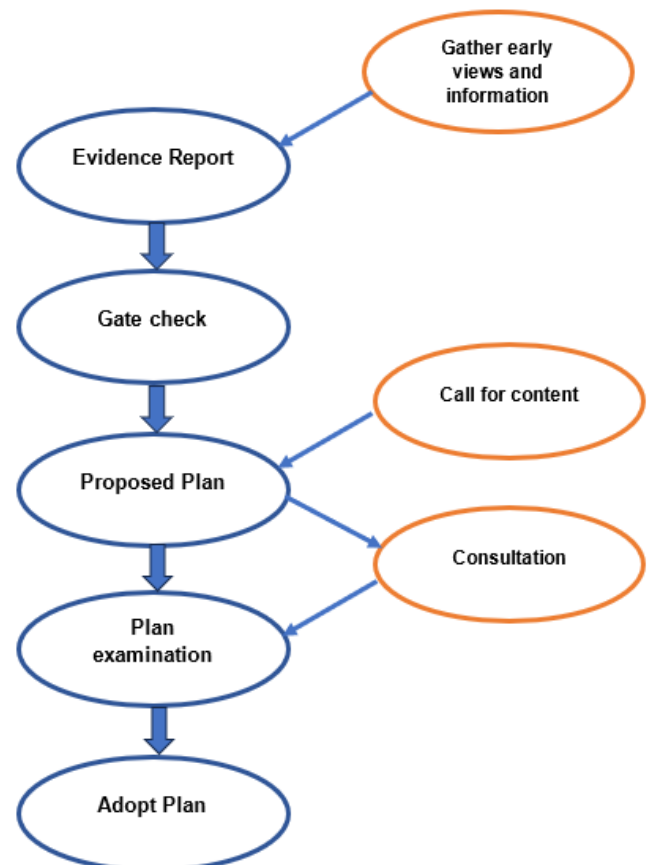 Gather early
views and
information
Evidence Report
Gate check
Call for content
Proposed Plan
Consultation
Plan
examination
Adopt Plan